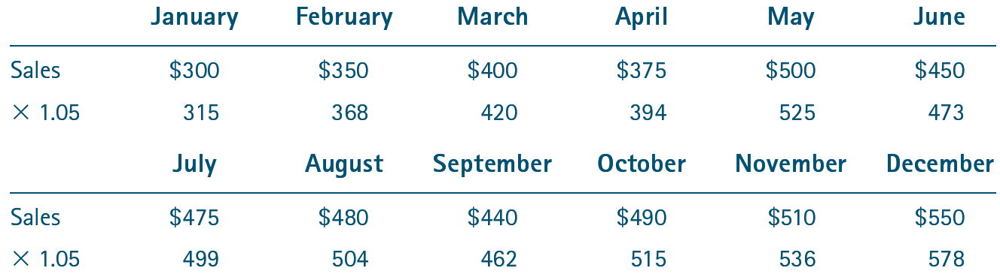 January February March April May June
Sales $300 $350 $400 $375 $500 $450
× 1.05 315 368 420 394 525 473
July August September October November December
Sales $475 $480 $440 $490 $510 $550
× 1.05 499 504 462 515 536 578